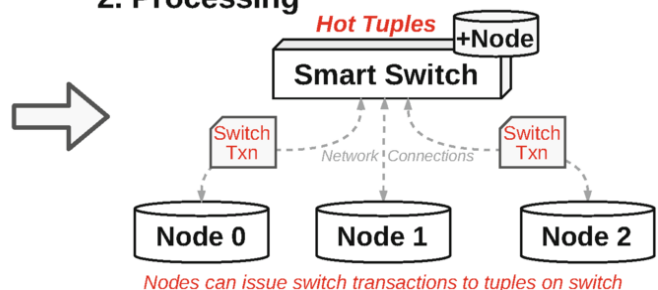 2. Processing
Hot Tuples
+Node
Smart Switch
Switch
Txn
Switch
Txn
Network Connections
Node 0
Node 1
Node 2
Nodes can issue switch transactions to tuples on switch